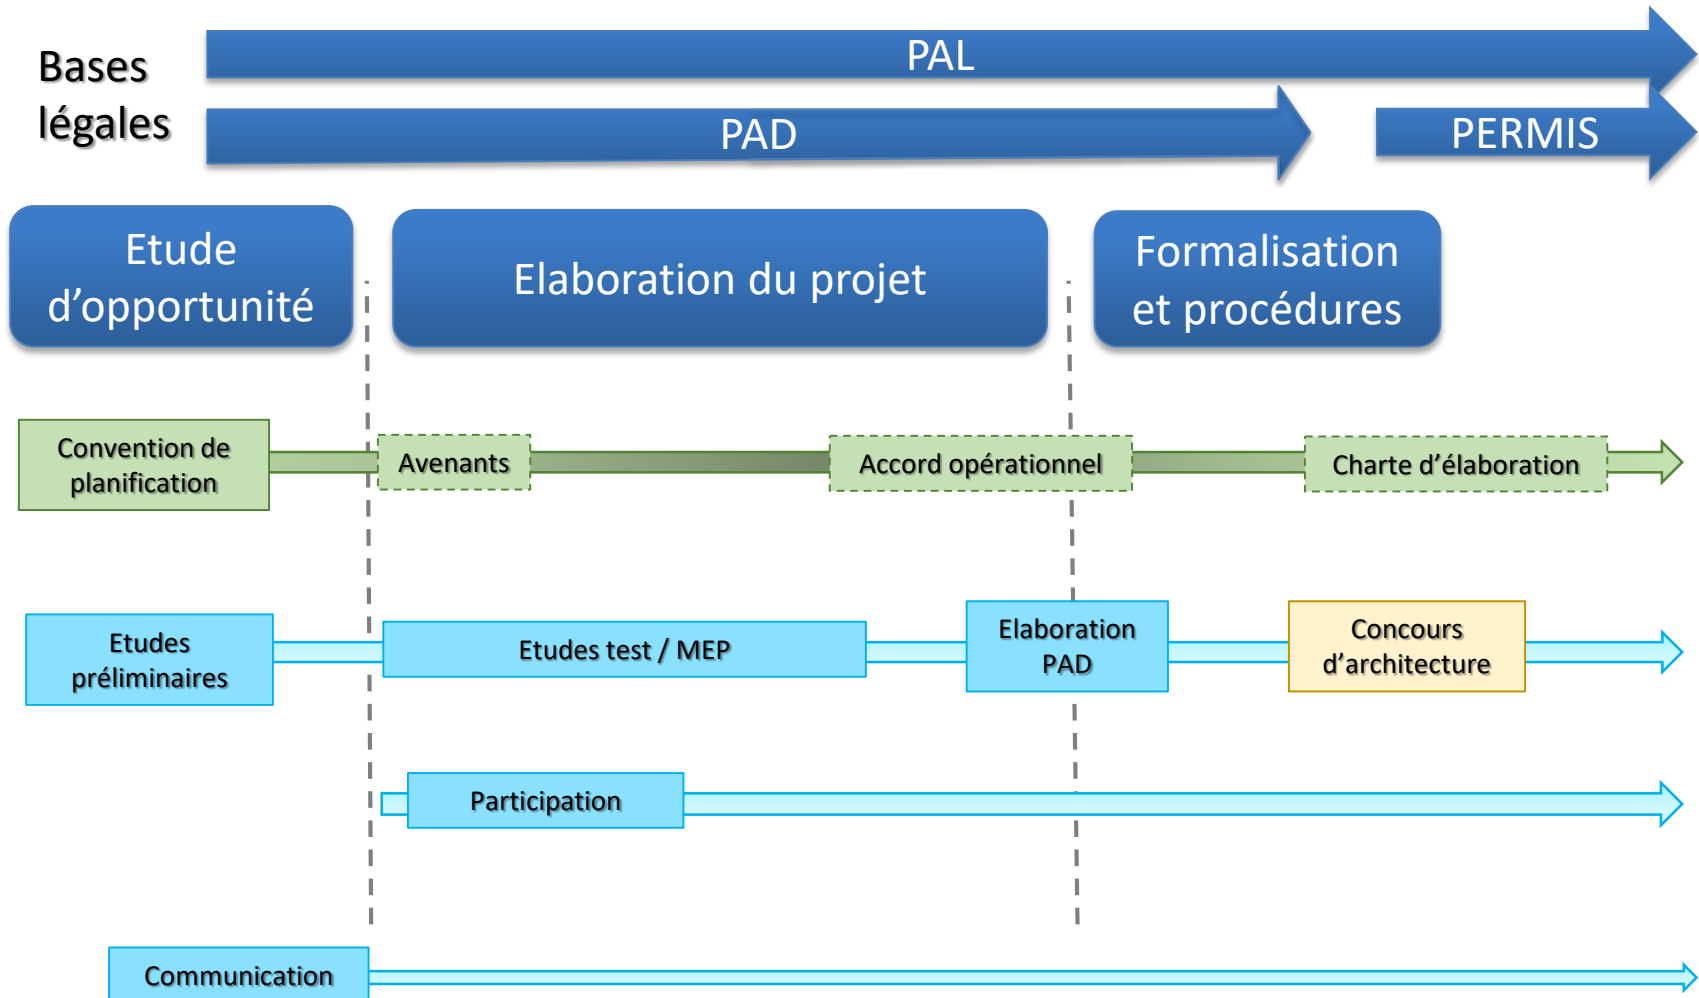 Bases
légales
PAL
PAD
PERMIS
Etude
d’opportunité
Elaboration du projet
Formalisation
et procédures
Convention de
planification
Avenants
Accord opérationnel
Charte d’élaboration
Etudes
préliminaires
Etudes test / MEP
Elaboration
PAD
Concours
d’architecture
Participation
Communication